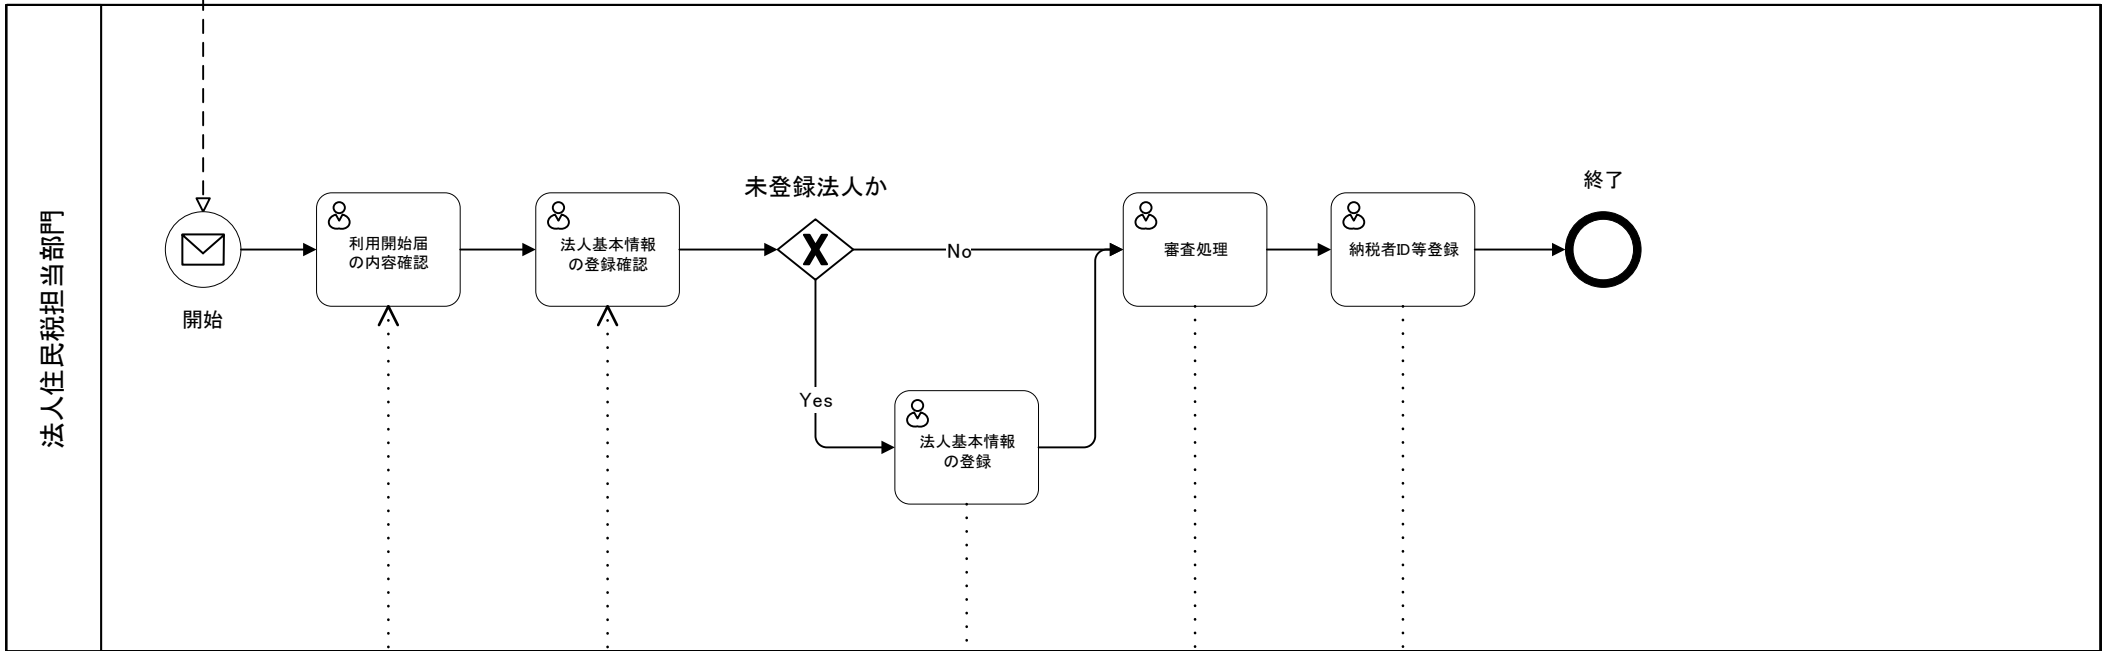 法人住民税担当部門
開始
利用開始届
の内容確認
法人基本情報
の登録確認
未登録法人か
No
Yes
法人基本情報
の登録
審査処理
納税者ID等登録
終了